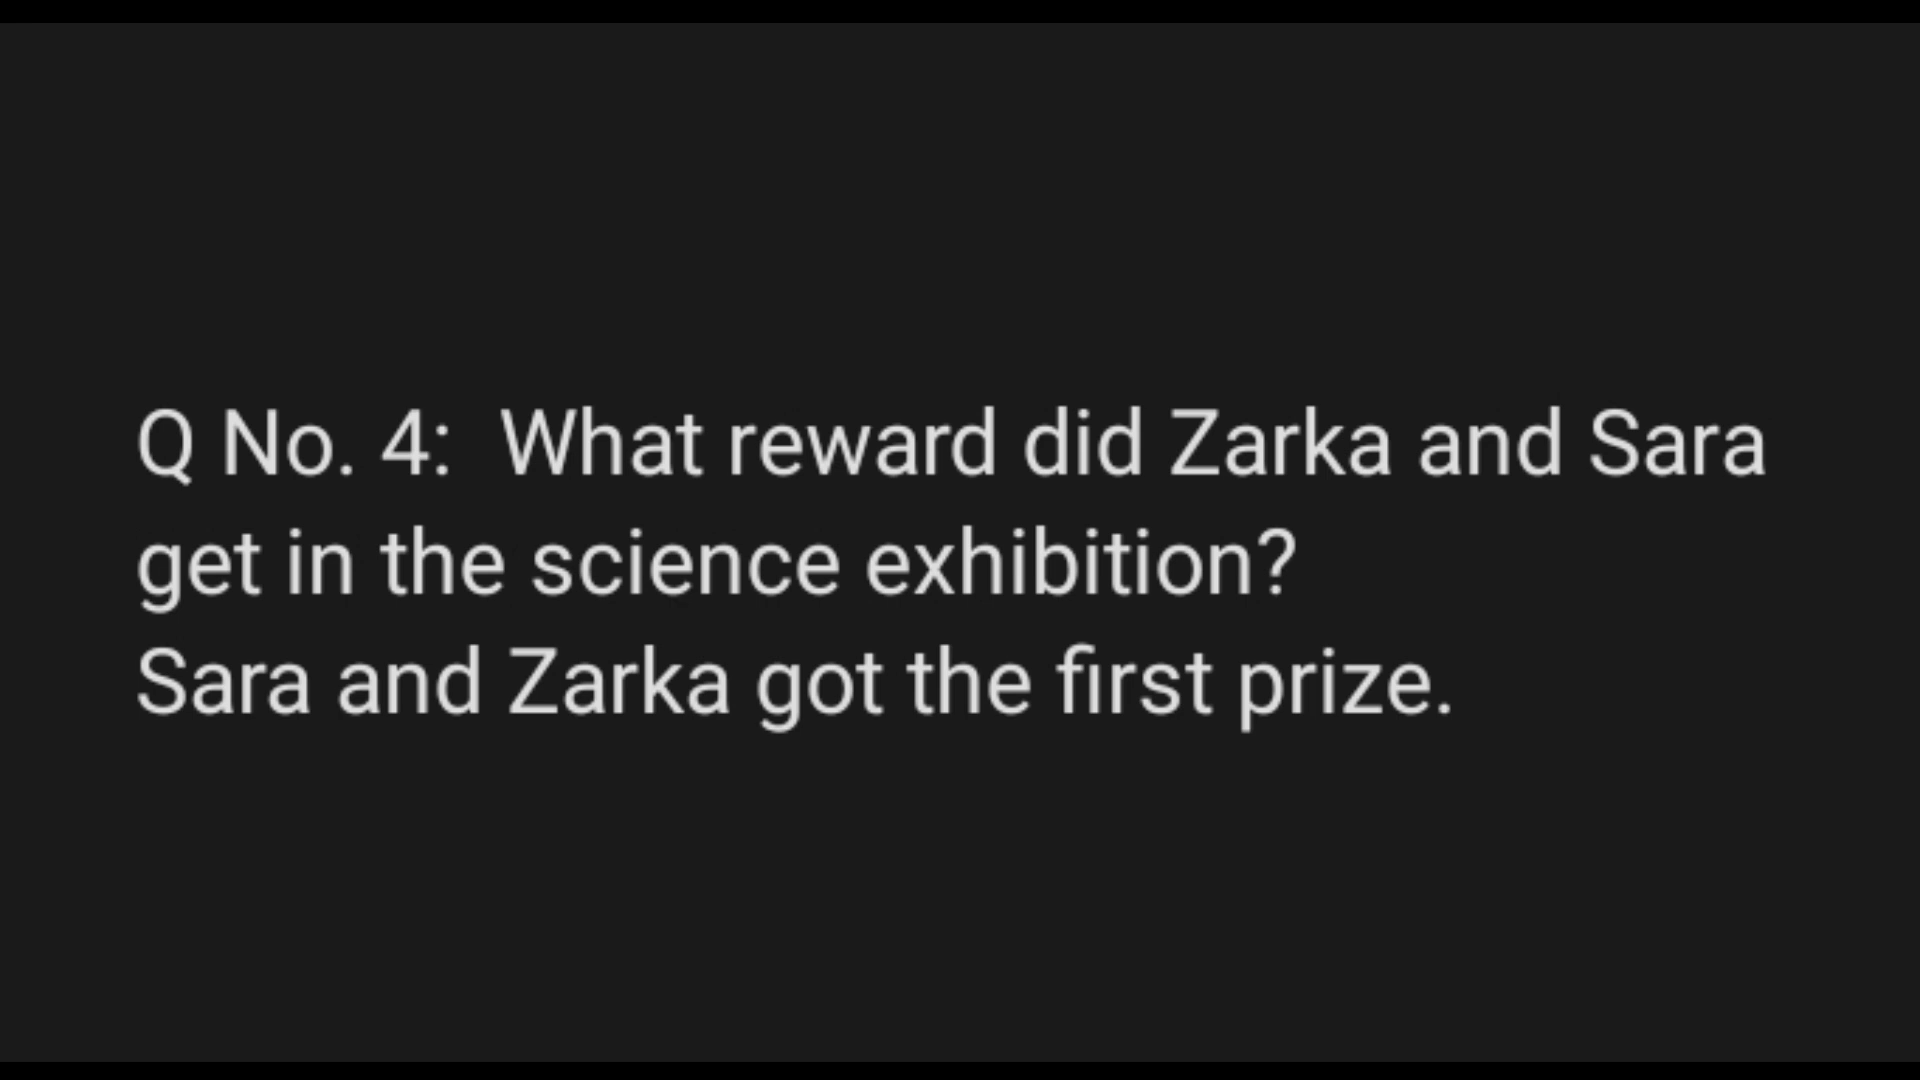 Q No. 4:  What reward did Zarka and Sara
get in the science exhibition?
Sara and Zarka got the first prize.